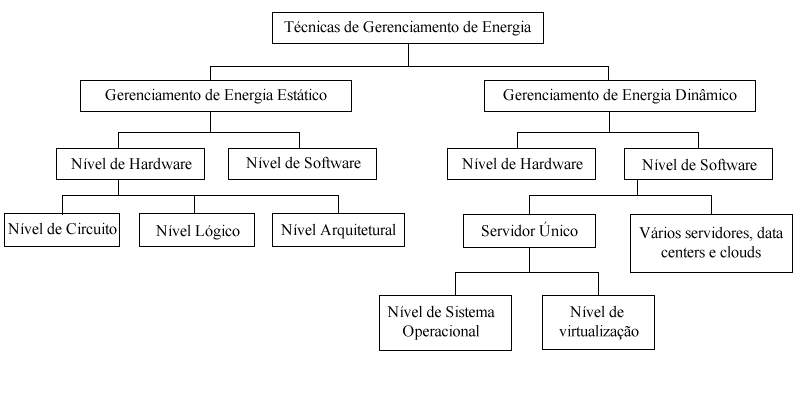 Técnicas de Gerenciamento de Energia
Gerenciamento de Energia Estático
Gerenciamento de Energia Dinâmico
Nível de Hardware
Nível de Software
Nível de Hardware
Nível de Software
Nível de Circuito
Nível Lógico
Nível Arquitetural
Servidor Único
Vários servidores, data
centers e clouds
Nível de Sistema
Operacional
Nível de
virtualização